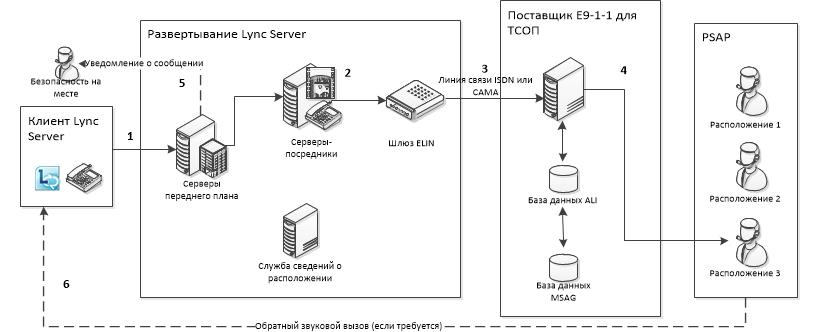 Уведомление о сообщении
Безопасность на
месте
Клиент Lync
Server
1
Развертывание Lync Server
5
Серверы
переднего плана
2
Серверы-
посредники
Шлюз ELIN
Служба сведений о
расположении
3
Линия связи ISDN или
CAMA
Поставщик E9-1-1 для
ТСОП
4
База данных ALI
База данных
MSAG
PSAP
Расположение 1
Расположение 2
Расположение 3
6
Обратный звуковой вызов (если требуется)